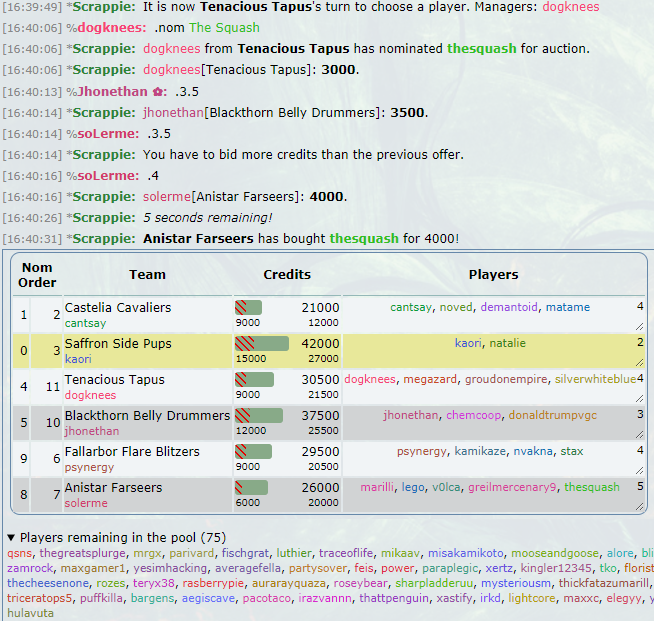 [16:39:49] *Scrappie: It is now Tenacious Tapus's turn to choose a player. Managers: dogknees
[16:40:06] %dogknees: .nom The Squash
[16:40:06] *Scrappie: dogknees from Tenacious Tapus has nominated thesquash for auction.
[16:40:06] *Scrappie: dogknees[Tenacious Tapus]: 3000.
[16:40:13] %Jhonethan ✿: .3.5
[16:40:14] *Scrappie: jhonethan[Blackthorn Belly Drummers]: 3500.
[16:40:14] %soLerme: .3.5
[16:40:14] *Scrappie: You have to bid more credits than the previous offer.
[16:40:16] %soLerme: .4
[16:40:16] *Scrappie: solerme[Anistar Farseers]: 4000.
[16:40:26] *Scrappie: 5 seconds remaining!
[16:40:31] *Scrappie: Anistar Farseers has bought thesquash for 4000!
Nom Order Team Credits Players
1 2 Castelia Cavaliers 21000 cantsay, noved, demantoid, matame 4
cantsay 9000 12000
0 3 Saffron Side Pups 42000 kaori, natalie 2
kaori 15000 27000
4 11 Tenacious Tapus 30500 dogknees, megazard, groudonempire, silverwhiteblue 4
dogknees 9000 21500
5 10 Blackthorn Belly Drummers 37500 jhonethan, chemcoop, donaldtrumpvgc 3
jhonethan 12000 25500
9 6 Fallarbor Flare Blitzers 29500 psynergy, kamikaze, nvakna, stax 4
psynergy 9000 20500
8 7 Anistar Farseers 26000 marilli, lego, v0lca, greilmercenary9, thesquash 5
solerme 6000 20000
▼ Players remaining in the pool (75)
qsns, thegreatsplurge, mrgx, parivard, fischgrat, luthier, traceoflife, mikaav, misakamikoto, mooseandgoose, alore, bli
zamrock, maxgamer1, yesimhacking, averagefella, partysover, feis, power, paraplegic, xertz, kingler12345, tko, florist
thecheesenone, rozes, teryx38, rasberrypie, aurarayquaza, roseybear, sharpladderuu, mysteriousm, thickfatazumarill,
triceratops5, puffkilla, bargens, aegiscave, pacotaco, irazvannn, thattpenguin, xastify, irkd, lightcore, maxxc, elegyy, y
hulavuta